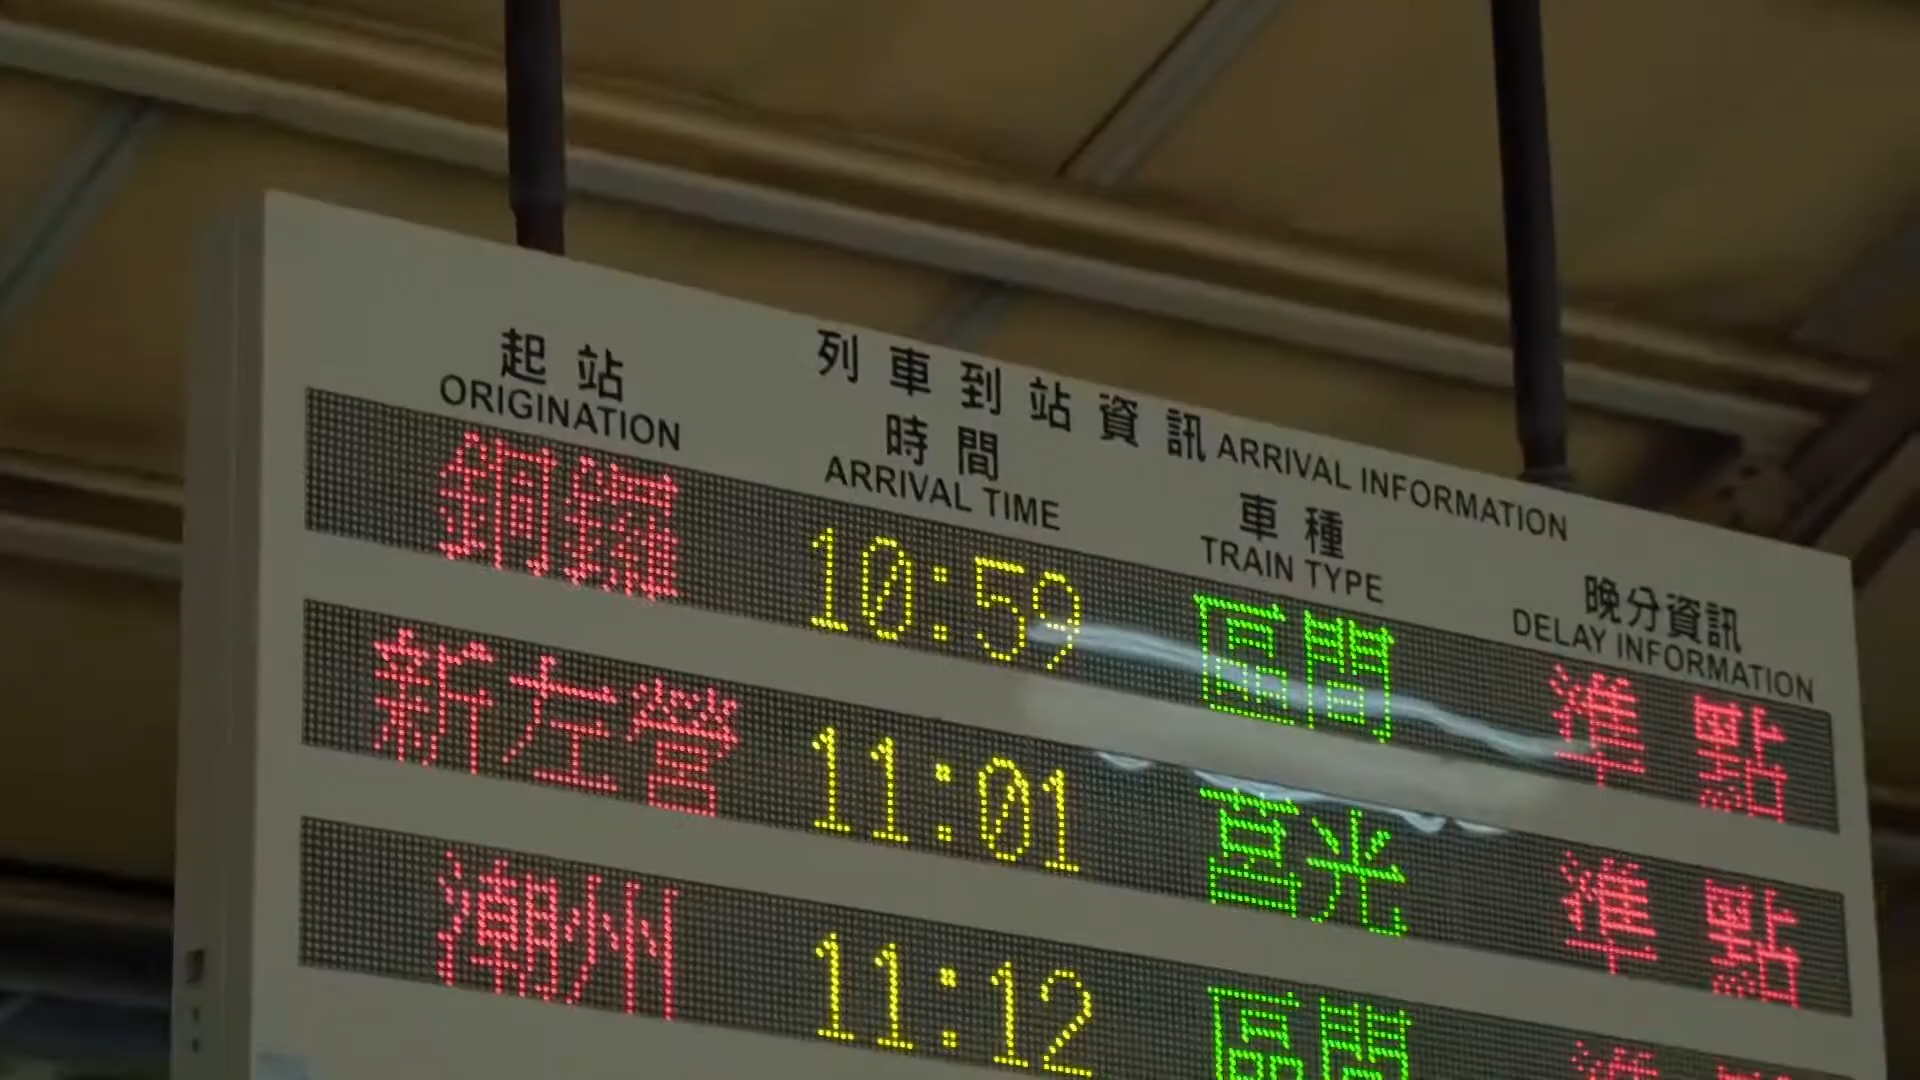 列車到站資訊 ARRIVAL INFORMATION
起站 時間 車種 晚分資訊
ORIGINATION ARRIVAL TIME TRAIN TYPE DELAY INFORMATION
銅鑼 10:59 區間 準點
新左營 11:01 莒光 準點
潮州 11:12 區間